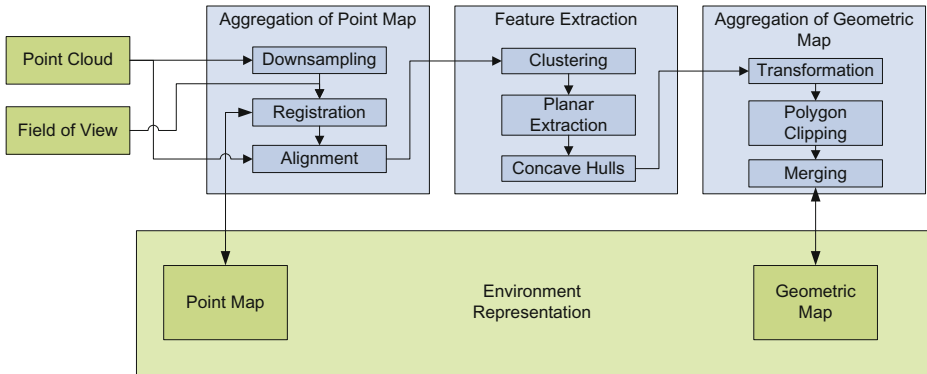 Point Cloud
Field of View
Aggregation of Point Map
Downsampling
Registration
Alignment
Feature Extraction
Clustering
Planar
Extraction
Concave Hulls
Aggregation of Geometric
Map
Transformation
Polygon
Clipping
Merging
Point Map
Environment
Representation
Geometric
Map